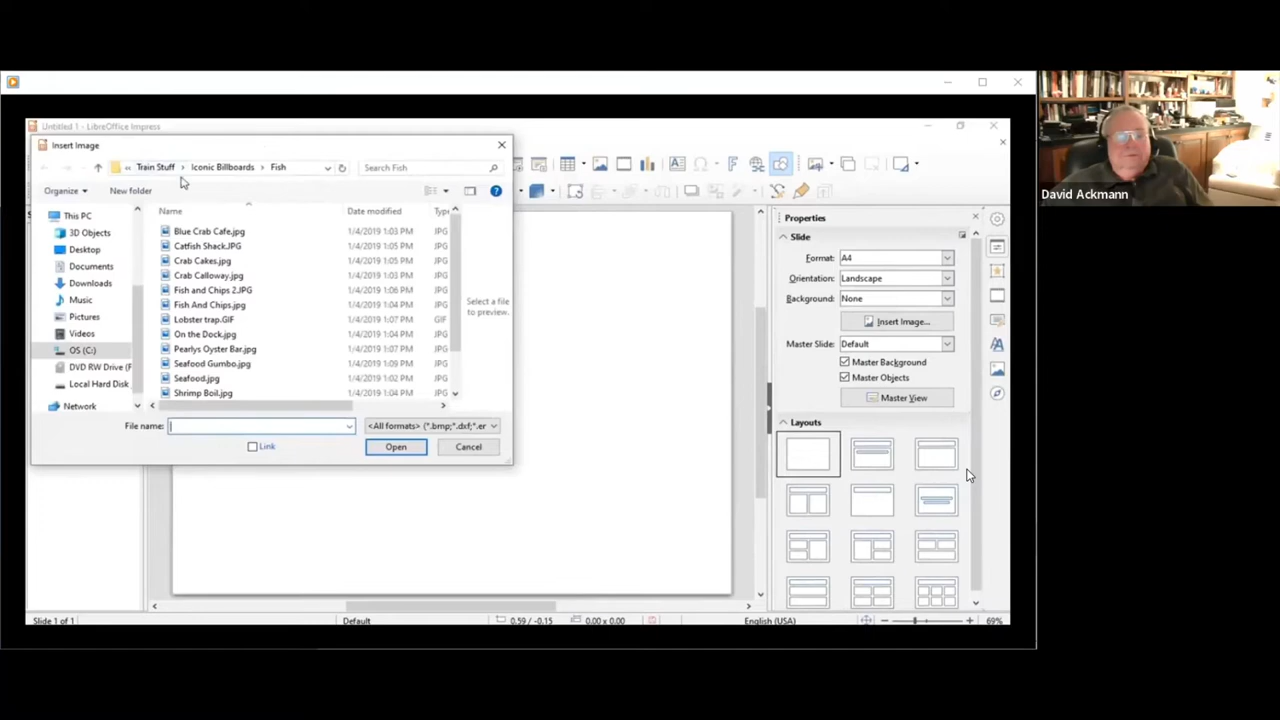 Untitled 1 - LibreOffice Impress
Insert Image
Train Stuff
Iconic Billboards
Fish
Search Fish
Organize
New folder
This PC
3D Objects
Desktop
Documents
Downloads
Music
Pictures
Videos
OS (C:)
DVD RW Drive (F
Local Hard Disk
Network
Name Date modified Typ
Blue Crab Cafe.jpg 1/4/2019 1:03 PM JPG
Catfish Shack.JPG 1/4/2019 1:05 PM JPG
Crab Cakes.jpg 1/4/2019 1:05 PM JPG
Crab Calloway.jpg 1/4/2019 1:03 PM JPG
Fish and Chips 2.JPG 1/4/2019 1:06 PM JPG
Fish And Chips.jpg 1/4/2019 1:04 PM JPG
Lobster trap.GIF 1/4/2019 1:07 PM GIF
On the Dock.jpg 1/4/2019 1:04 PM JPG
Pearlys Oyster Bar.jpg 1/4/2019 1:07 PM JPG
Seafood Gumbo.jpg 1/4/2019 1:09 PM JPG
Seafood.jpg 1/4/2019 1:02 PM JPG
Shrimp Boil.jpg 1/4/2019 1:04 PM JPG
Select a file
to preview.
File name:
<All formats> (*.bmp;*.dxf;*.er
Link
Open
Cancel
Properties
Slide
Format: A4
Orientation: Landscape
Background: None
Insert Image...
Master Slide: Default
Master Background
Master Objects
Master View
Layouts
Slide 1 of 1
Default
0.59 / -0.15
0.00 x 0.00
English (USA)
69%
David Ackmann